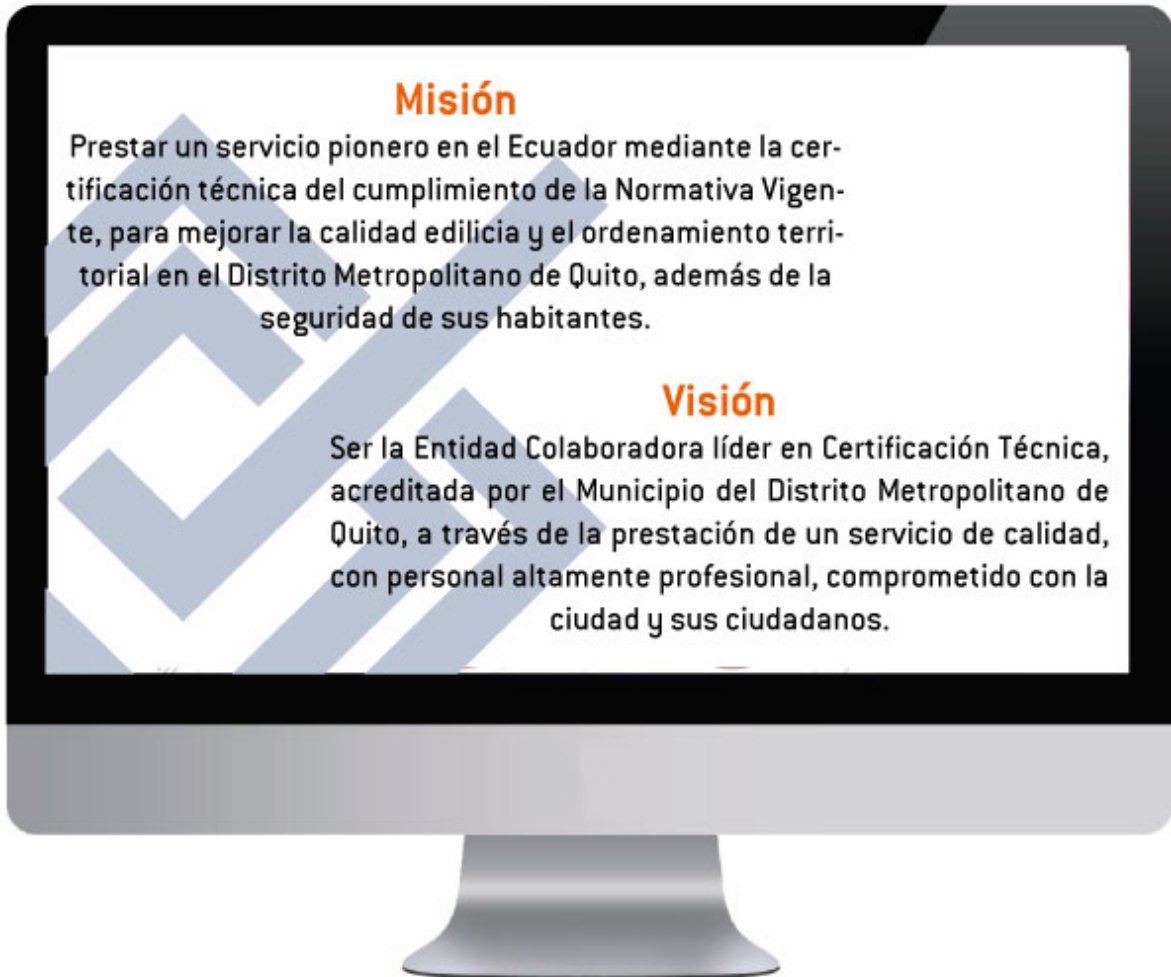 Misión
Prestar un servicio pionero en el Ecuador mediante la cer-
tificación técnica del cumplimiento de la Normativa Vigen-
te, para mejorar la calidad edilicia y el ordenamiento terri-
torial en el Distrito Metropolitano de Quito, además de la
seguridad de sus habitantes.
Visión
Ser la Entidad Colaboradora líder en Certificación Técnica,
acreditada por el Municipio del Distrito Metropolitano de
Quito, a través de la prestación de un servicio de calidad,
con personal altamente profesional, comprometido con la
ciudad y sus ciudadanos.